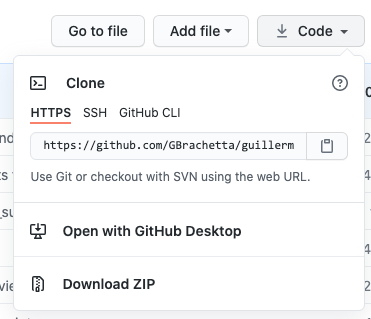 Go to file
Add file
Code
Clone
HTTPS
SSH
GitHub CLI
https://github.com/GBrachetta/guillerm
Use Git or checkout with SVN using the web URL.
Open with GitHub Desktop
Download ZIP